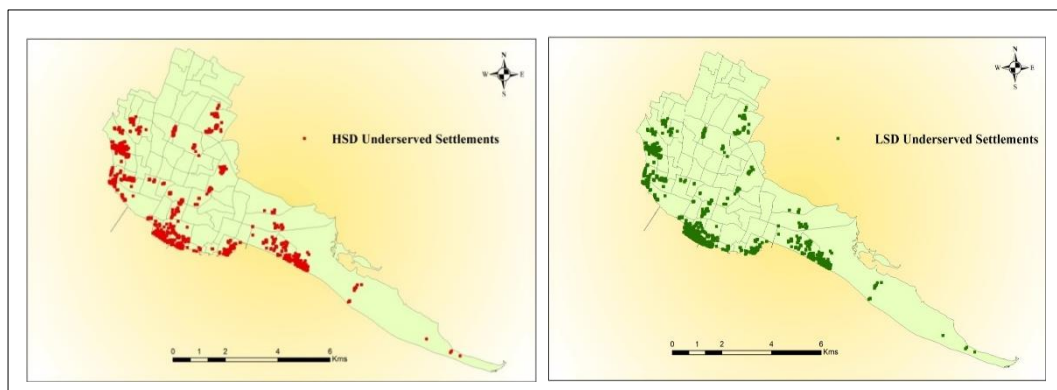 N
W E
S
HSD Underserved Settlements
0 1 2 4 6
Kms
N
W E
S
LSD Underserved Settlements
0 1 2 4 6
Kms